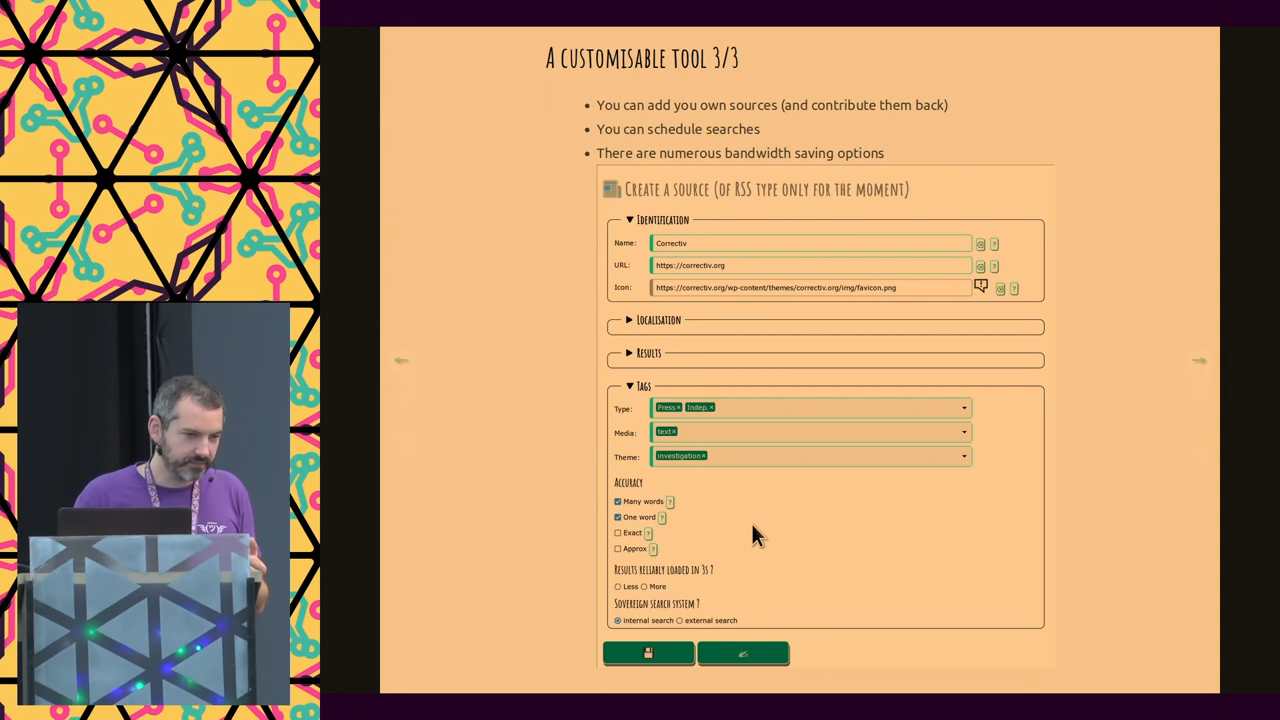 A customisable tool 3/3
• You can add you own sources (and contribute them back)
• You can schedule searches
• There are numerous bandwidth saving options
Create a source (of RSS type only for the moment)
▼ Identification
Name: Correctiv ?
URL: https://correctiv.org ?
Icon: https://correctiv.org/wp-content/themes/correctiv.org/img/favicon.png ?
▶ Localisation
▶ Results
▼ Tags
Type: Press× Indep.×
Media: text×
Theme: investigation×
Accuracy
Many words ?
One word ?
Exact ?
Approx ?
Results reliably loaded in 3s ?
Less More
Sovereign search system ?
internal search external search